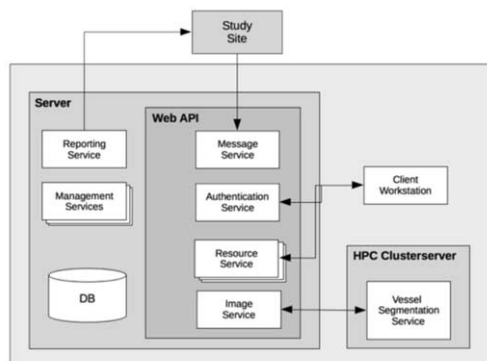 Study
Site
Server
Web API
Reporting
Service
Message
Service
Management
Services
Authentication
Service
Client
Workstation
Resource
Service
HPC Clusterserver
DB
Image
Service
Vessel
Segmentation
Service